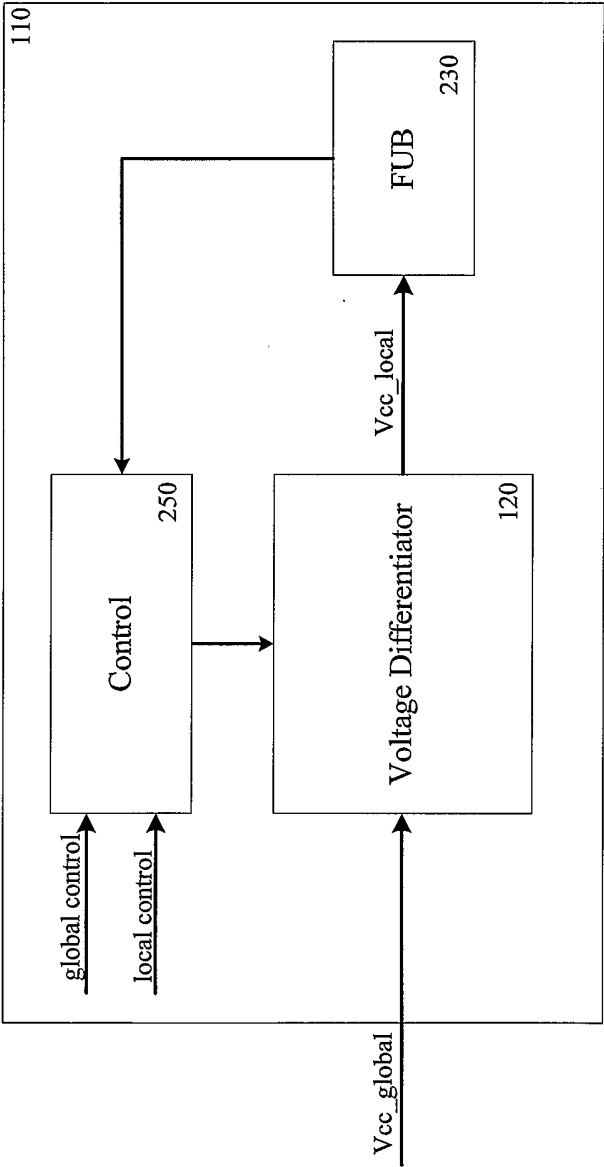 110
global control
local control
Control
250
Vcc_global
Voltage Differentiator
120
Vcc_local
FUB
230